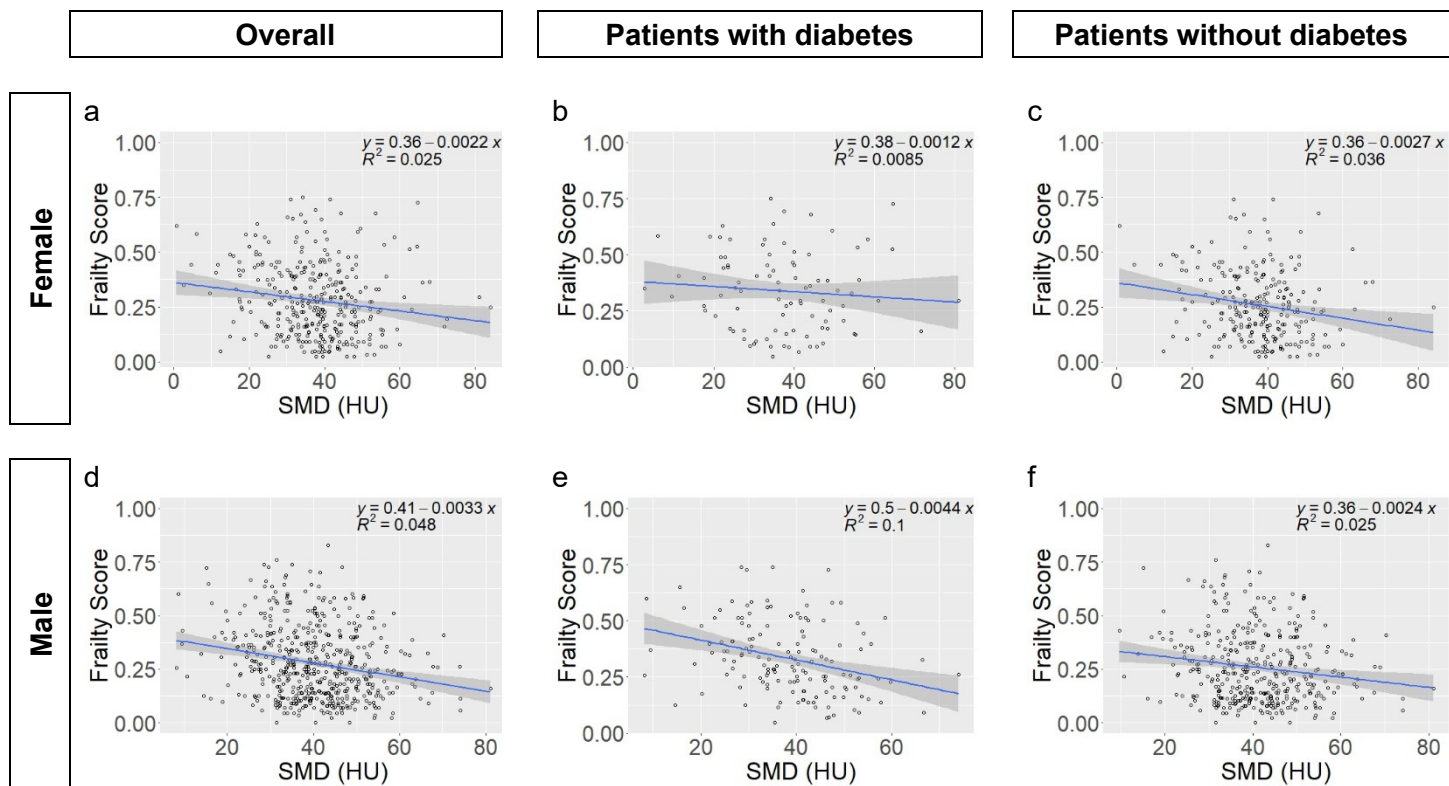 Overall
Patients with diabetes
Patients without diabetes
Female
a
y = 0.36 − 0.0022 x
R² = 0.025
1.00
0.75
0.50
0.25
0.00
Frailty Score
0 20 40 60 80
SMD (HU)
b
y = 0.38 − 0.0012 x
R² = 0.0085
1.00
0.75
0.50
0.25
0.00
Frailty Score
0 20 40 60 80
SMD (HU)
c
y = 0.36 − 0.0027 x
R² = 0.036
1.00
0.75
0.50
0.25
0.00
Frailty Score
0 20 40 60 80
SMD (HU)
Male
d
y = 0.41 − 0.0033 x
R² = 0.048
1.00
0.75
0.50
0.25
0.00
Frailty Score
20 40 60 80
SMD (HU)
e
y = 0.5 − 0.0044 x
R² = 0.1
1.00
0.75
0.50
0.25
0.00
Frailty Score
20 40 60
SMD (HU)
f
y = 0.36 − 0.0024 x
R² = 0.025
1.00
0.75
0.50
0.25
0.00
Frailty Score
20 40 60 80
SMD (HU)